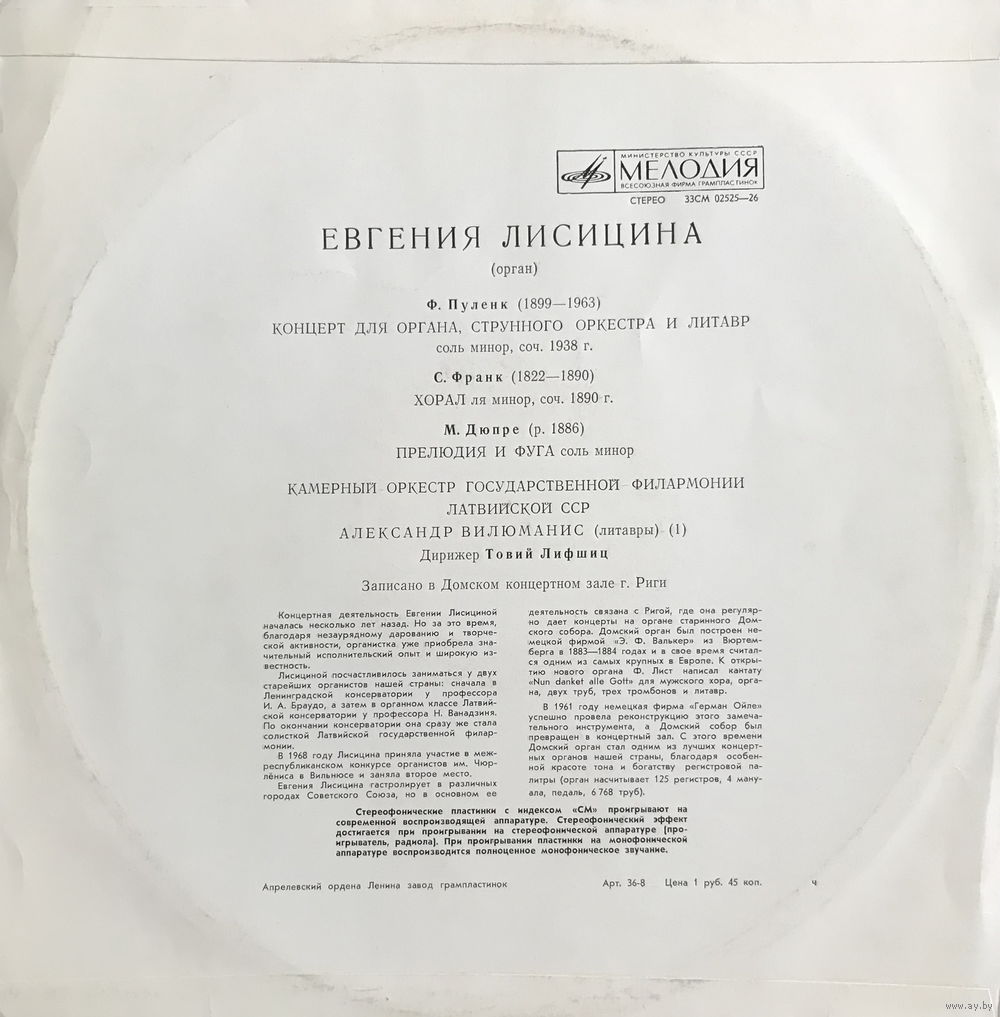 МИНИСТЕРСТВО КУЛЬТУРЫ СССР
МЕЛОДИЯ
ВСЕСОЮЗНАЯ ФИРМА ГРАМПЛАСТИНОК
СТЕРЕО 33СМ 02525—26
ЕВГЕНИЯ ЛИСИЦИНА
(орган)
Ф. Пуленк (1899—1963)
КОНЦЕРТ ДЛЯ ОРГАНА, СТРУННОГО ОРКЕСТРА И ЛИТАВР
соль минор, соч. 1938 г.
С. Франк (1822—1890)
ХОРАЛ ля минор, соч. 1890 г.
М. Дюпре (р. 1886)
ПРЕЛЮДИЯ И ФУГА соль минор
КАМЕРНЫЙ ОРКЕСТР ГОСУДАРСТВЕННОЙ ФИЛАРМОНИИ
ЛАТВИЙСКОЙ ССР
АЛЕКСАНДР ВИЛЮМАНИС (литавры) (1)
Дирижер Товий Лифшиц
Записано в Домском концертном зале г. Риги
Концертная деятельность Евгении Лисициной
началась несколько лет назад. Но за это время,
благодаря незаурядному дарованию и творче-
ской активности, органистка уже приобрела зна-
чительный исполнительский опыт и широкую из-
вестность.
Лисициной посчастливилось заниматься у двух
старейших органистов нашей страны: сначала в
Ленинградской консерватории у профессора
И. А. Браудо, а затем в органном классе Латвий-
ской консерватории у профессора Н. Ванадзиня.
По окончании консерватории она сразу же стала
солисткой Латвийской государственной филар-
монии.
В 1968 году Лисицина приняла участие в меж-
республиканском конкурсе органистов им. Чюр-
лёниса в Вильнюсе и заняла второе место.
Евгения Лисицина гастролирует в различных
городах Советского Союза, но в основном ее
деятельность связана с Ригой, где она регуляр-
но дает концерты на органе старинного Дом-
ского собора. Домский орган был построен не-
мецкой фирмой «Э. Ф. Валькер» из Вюртем-
берга в 1883—1884 годах и в свое время считал-
ся одним из самых крупных в Европе. К откры-
тию нового органа Ф. Лист написал кантату
«Nun danket alle Gott» для мужского хора, орга-
на, двух труб, трех тромбонов и литавр.
В 1961 году немецкая фирма «Герман Ойле»
успешно провела реконструкцию этого замеча-
тельного инструмента, а Домский собор был
превращен в концертный зал. С этого времени
Домский орган стал одним из лучших концерт-
ных органов нашей страны, благодаря особен-
ной красоте тона и богатству регистровой па-
литры (орган насчитывает 125 регистров, 4 ману-
ала, педаль, 6 768 труб).
Стереофонические пластинки с индексом «СМ» проигрывают на
современной воспроизводящей аппаратуре. Стереофонический эффект
достигается при проигрывании на стереофонической аппаратуре (про-
игрыватель, радиола). При проигрывании пластинки на монофонической
аппаратуре воспроизводится полноценное монофоническое звучание.
Апрелевский ордена Ленина завод грампластинок Арт. 36-8 Цена 1 руб. 45 коп. ч
www.ay.by